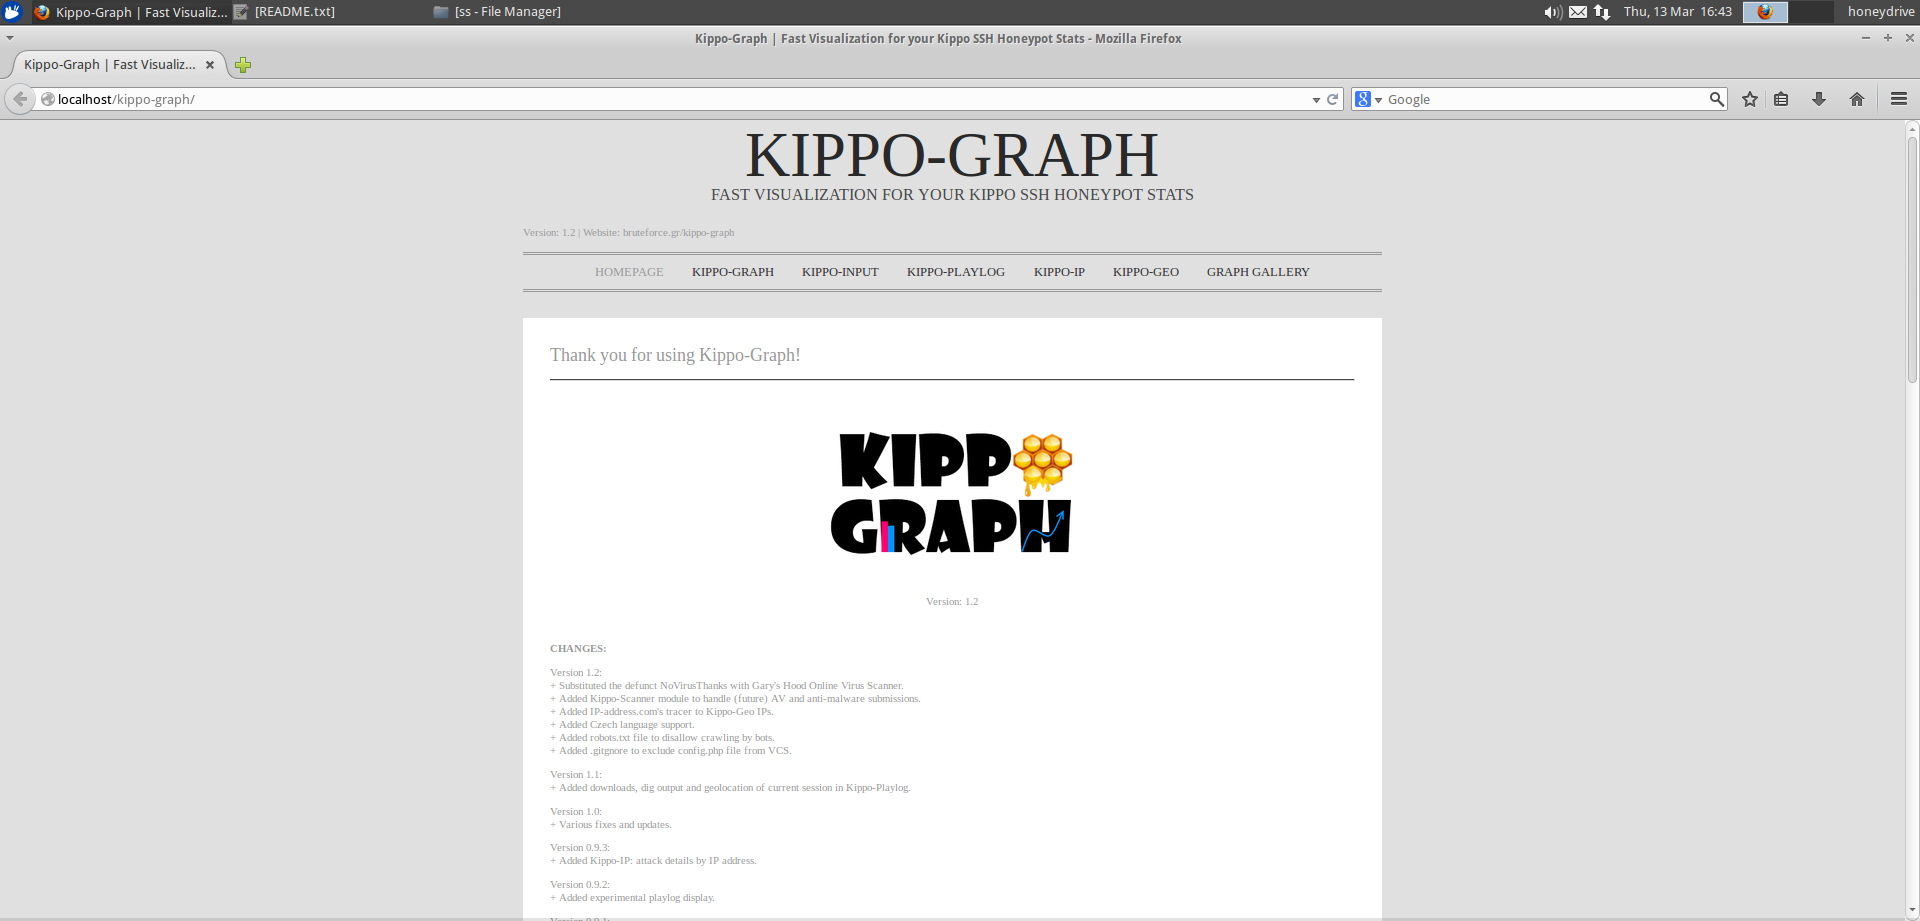 Kippo-Graph | Fast Visualiz... [README.txt] [ss - File Manager] Thu, 13 Mar 16:43 honeydrive
Kippo-Graph | Fast Visualization for your Kippo SSH Honeypot Stats - Mozilla Firefox
Kippo-Graph | Fast Visualiz...
localhost/kippo-graph/ Google
KIPPO-GRAPH
FAST VISUALIZATION FOR YOUR KIPPO SSH HONEYPOT STATS
Version: 1.2 | Website: bruteforce.gr/kippo-graph
HOMEPAGE KIPPO-GRAPH KIPPO-INPUT KIPPO-PLAYLOG KIPPO-IP KIPPO-GEO GRAPH GALLERY
Thank you for using Kippo-Graph!
KIPPO
GRAPH
Version: 1.2
CHANGES:
Version 1.2:
+ Substituted the defunct NoVirusThanks with Gary's Hood Online Virus Scanner.
+ Added Kippo-Scanner module to handle (future) AV and anti-malware submissions.
+ Added IP-address.com's tracer to Kippo-Geo IPs.
+ Added Czech language support.
+ Added robots.txt file to disallow crawling by bots.
+ Added .gitgnore to exclude config.php file from VCS.
Version 1.1:
+ Added downloads, dig output and geolocation of current session in Kippo-Playlog.
Version 1.0:
+ Various fixes and updates.
Version 0.9.3:
+ Added Kippo-IP: attack details by IP address.
Version 0.9.2:
+ Added experimental playlog display.